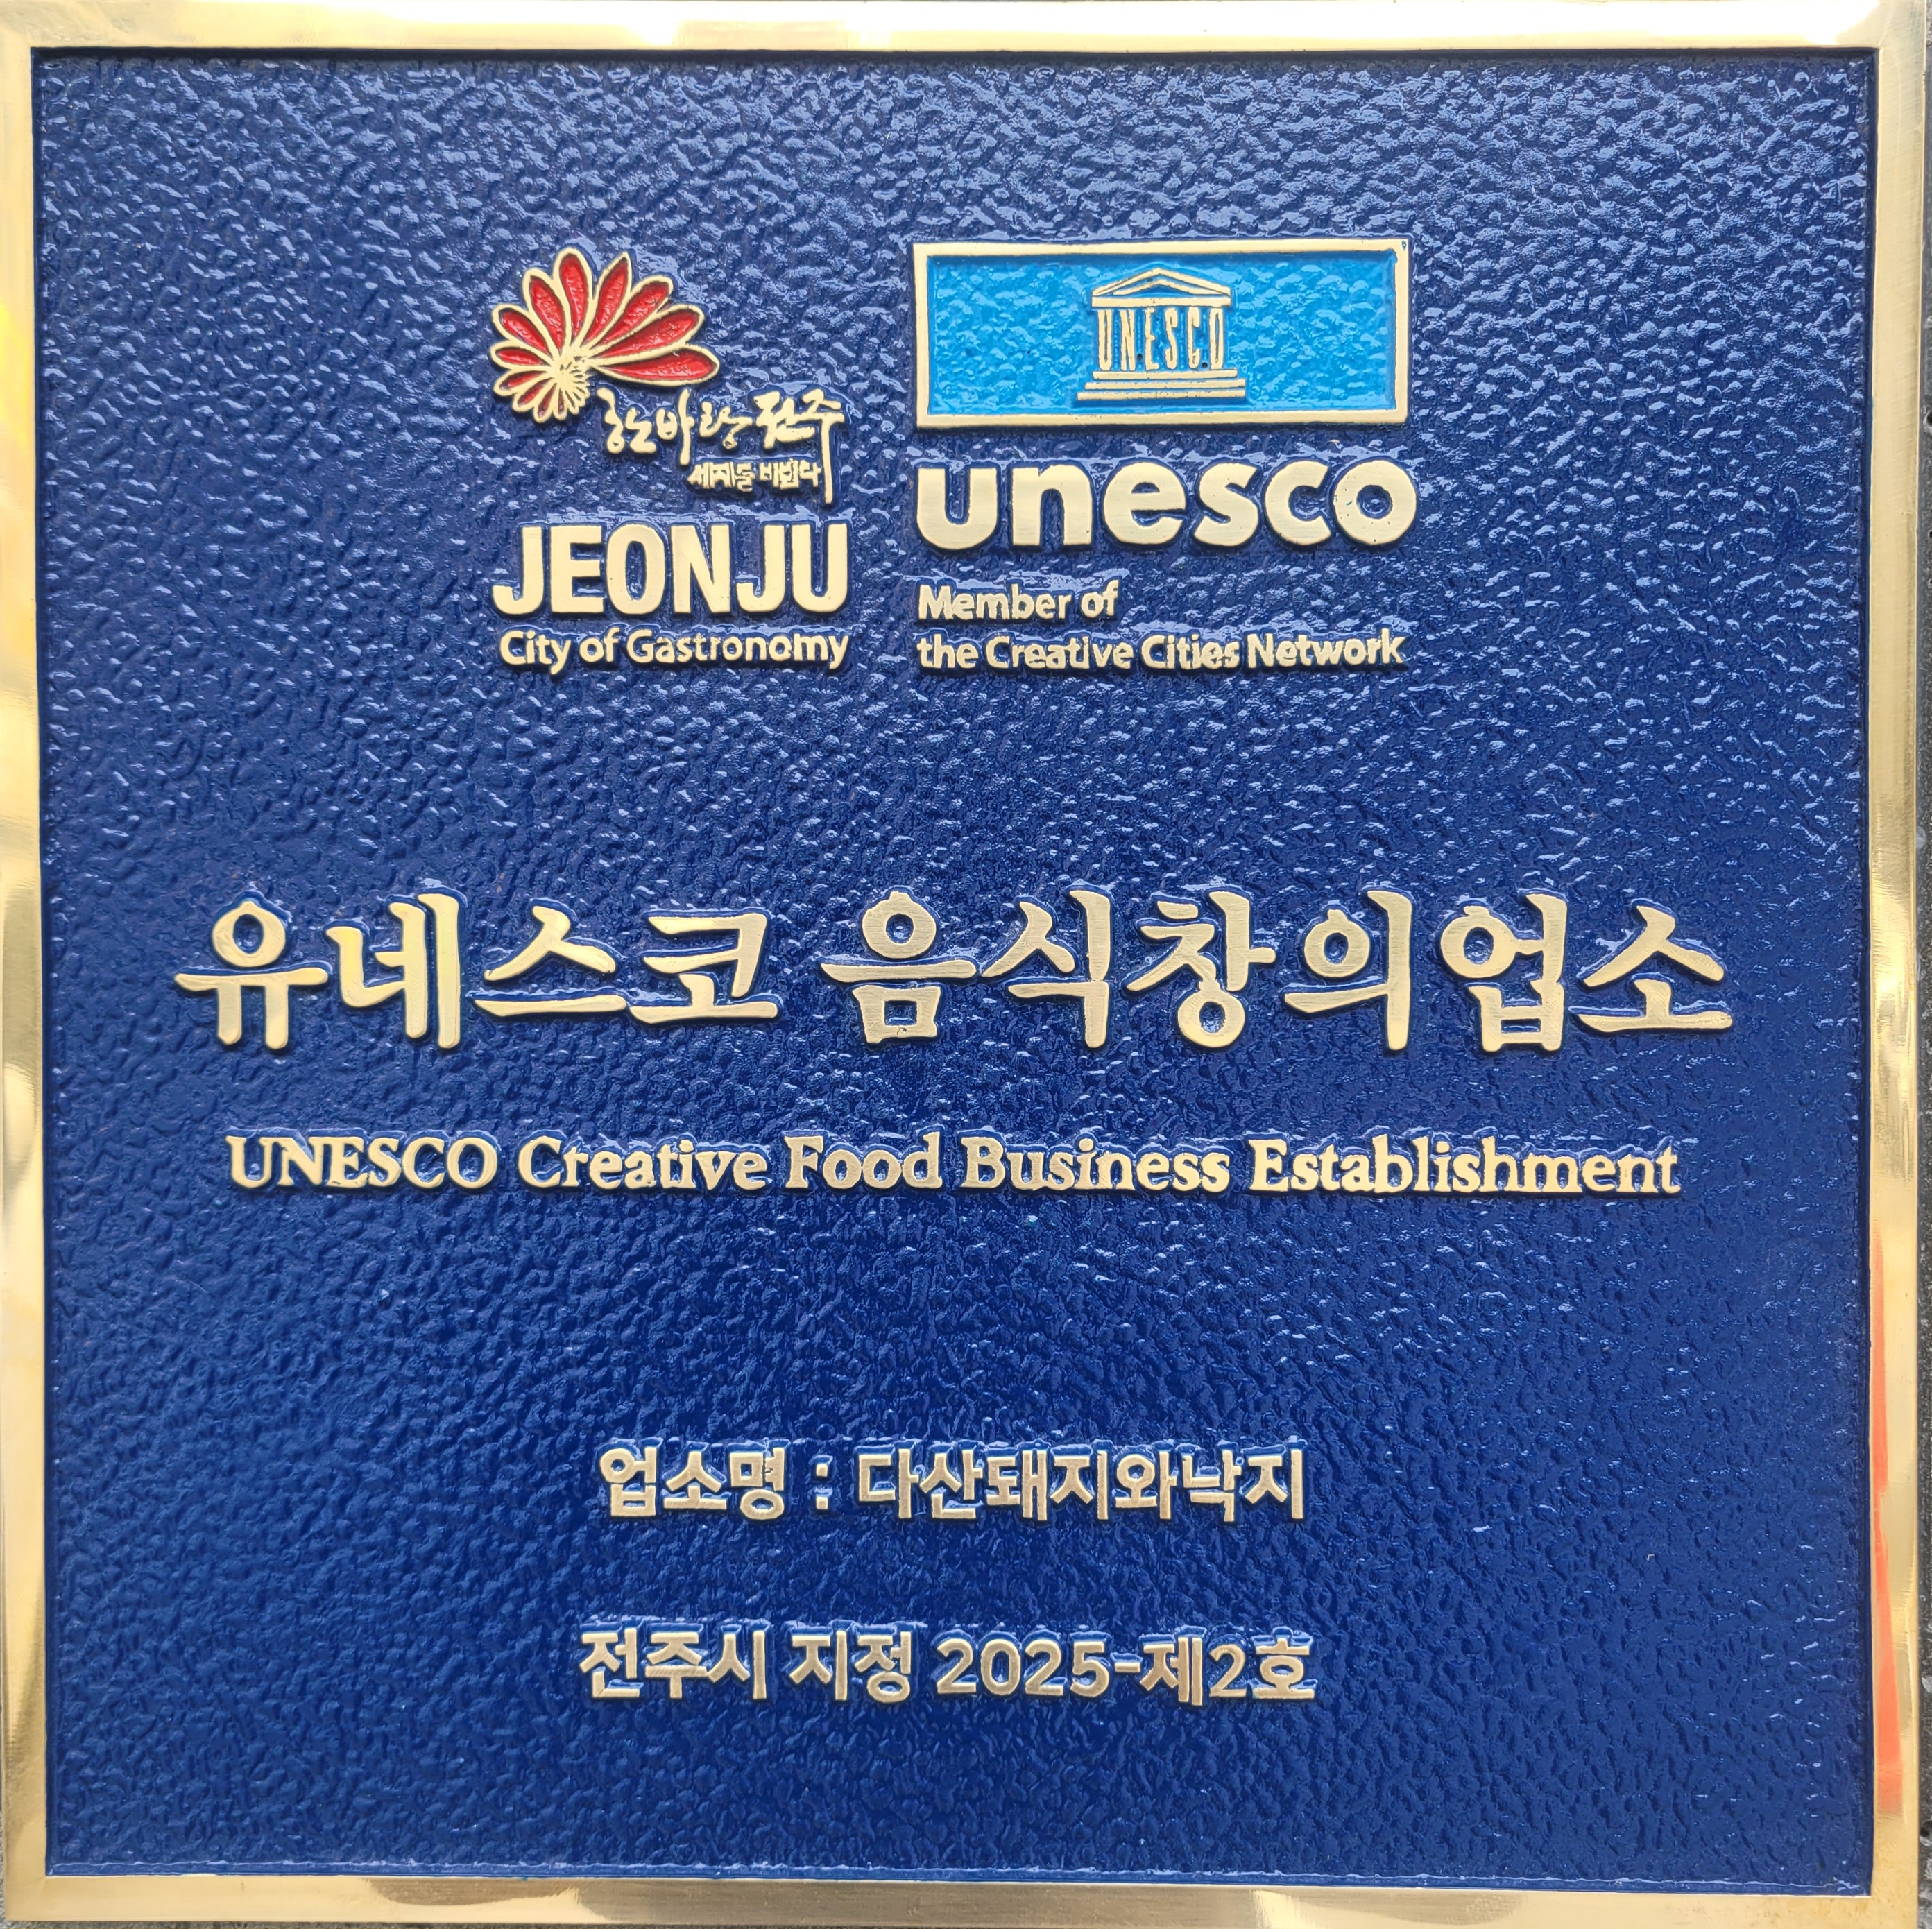 한바탕 전주
세계를 비빈다
JEONJU
City of Gastronomy
UNESCO
unesco
Member of
the Creative Cities Network
유네스코 음식창의업소
UNESCO Creative Food Business Establishment
업소명 : 다산돼지와낙지
전주시 지정 2025-제2호